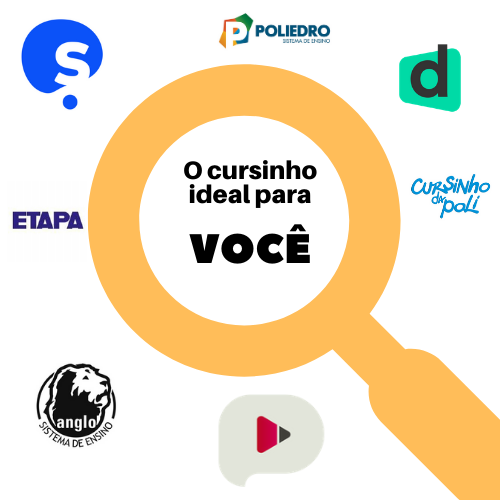 POLIEDRO
SISTEMA DE ENSINO
Ș
d
O cursinho
ideal para
VOCÊ
ETAPA
CURSINHO
DA
POLI
anglo
SISTEMA DE ENSINO